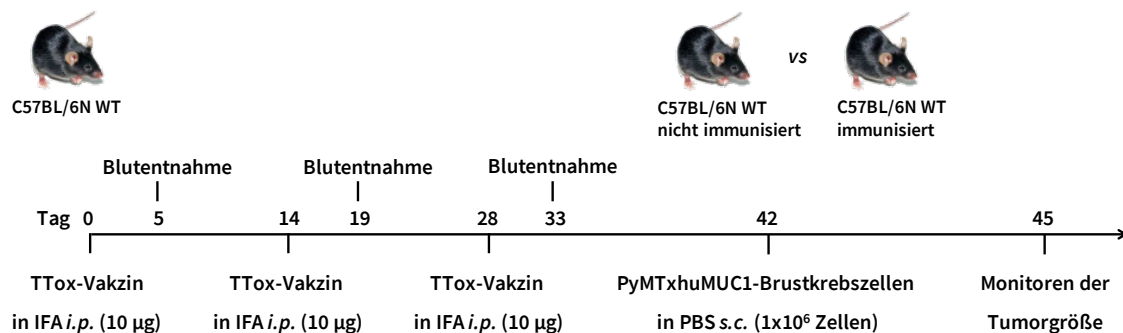 C57BL/6N WT
vs
C57BL/6N WT
nicht immunisiert
C57BL/6N WT
immunisiert
Blutentnahme
Blutentnahme
Blutentnahme
Tag 0 5 14 19 28 33 42 45
TTox-Vakzin
in IFA i.p. (10 µg)
TTox-Vakzin
in IFA i.p. (10 µg)
TTox-Vakzin
in IFA i.p. (10 µg)
PyMTxhuMUC1-Brustkrebszellen
in PBS s.c. (1x10⁶ Zellen)
Monitoren der
Tumorgröße